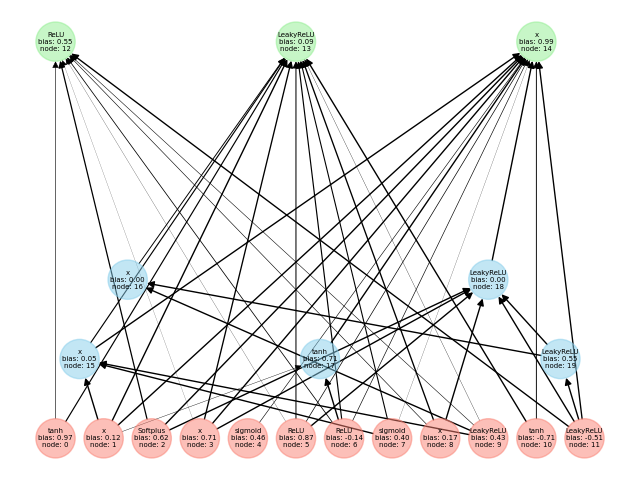 ReLU
bias: 0.55
node: 12
LeakyReLU
bias: 0.09
node: 13
x
bias: 0.99
node: 14
x
bias: 0.00
node: 16
LeakyReLU
bias: 0.00
node: 18
x
bias: 0.05
node: 15
tanh
bias: 0.71
node: 17
LeakyReLU
bias: 0.55
node: 19
tanh
bias: 0.97
node: 0
x
bias: 0.12
node: 1
Softplus
bias: 0.62
node: 2
x
bias: 0.71
node: 3
sigmoid
bias: 0.46
node: 4
ReLU
bias: 0.87
node: 5
ReLU
bias: -0.14
node: 6
sigmoid
bias: 0.40
node: 7
x
bias: 0.17
node: 8
LeakyReLU
bias: 0.43
node: 9
tanh
bias: -0.71
node: 10
LeakyReLU
bias: -0.51
node: 11